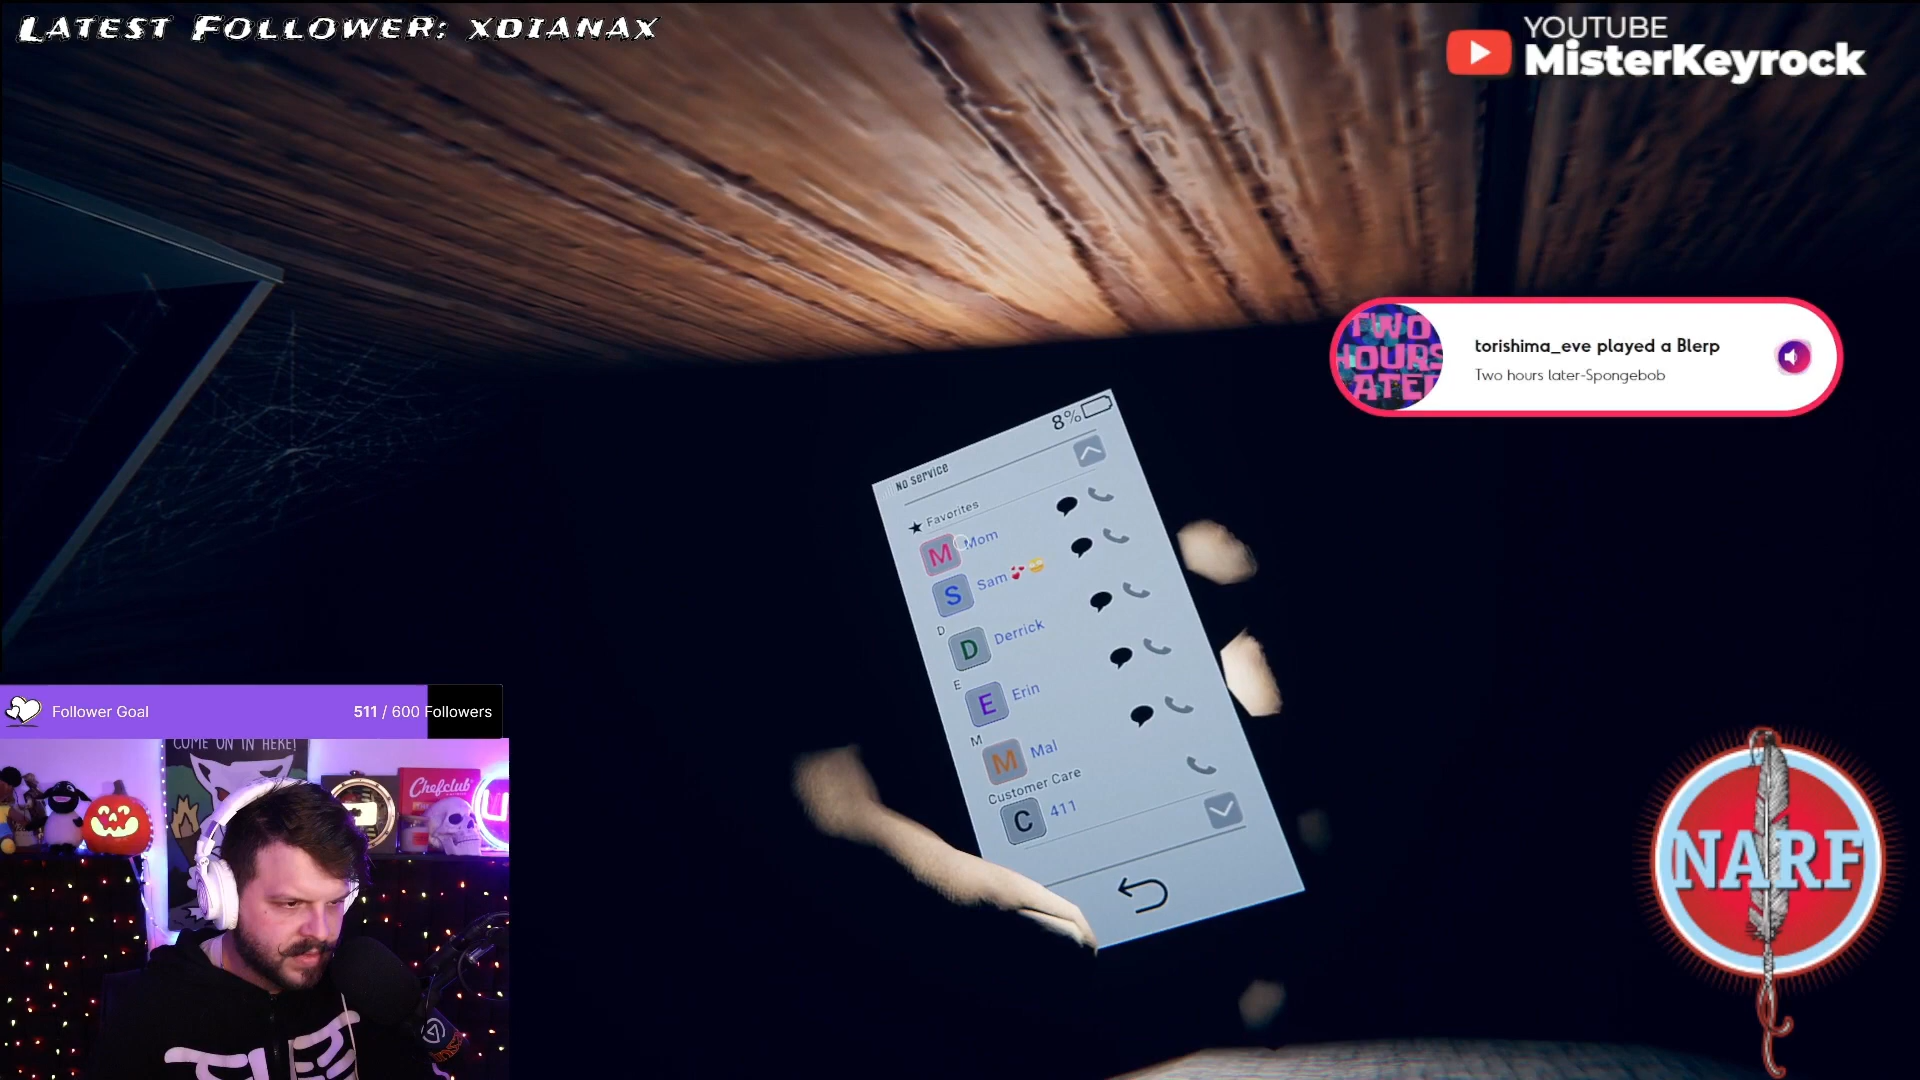 LATEST FOLLOWER: XDIANAX
YOUTUBE
MisterKeyrock
TWO
HOURS
LATER
torishima_eve played a Blerp
Two hours later-Spongebob
8%
No service
Favorites
M Mom
S Sam
D
D Derrick
E
E Erin
M
M Mal
Customer Care
C 411
Follower Goal
511 / 600 Followers
COME ON IN HERE!
Chefclub
NARF